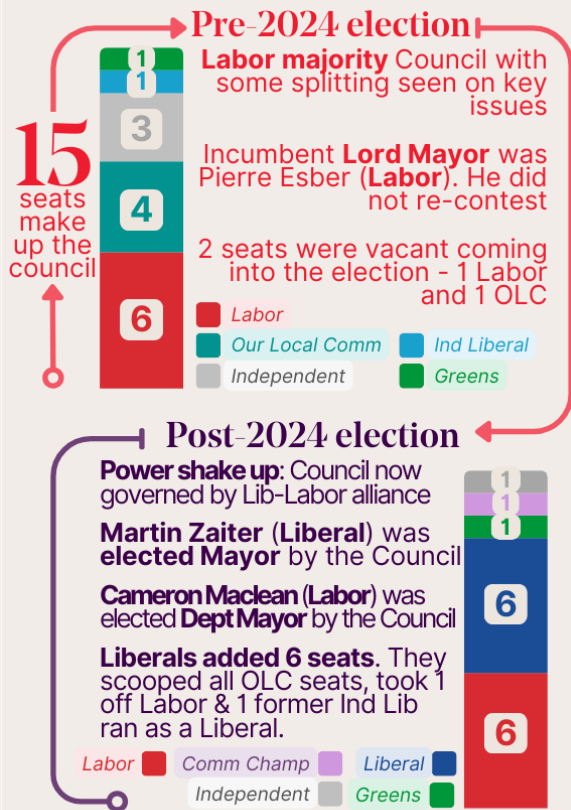 Pre-2024 election
Labor majority Council with
some splitting seen on key
issues
Incumbent Lord Mayor was
Pierre Esber (Labor). He did
not re-contest
2 seats were vacant coming
into the election - 1 Labor
and 1 OLC
15
seats
make
up the
council
1
1
3
4
6
Labor
Our Local Comm
Ind Liberal
Independent
Greens
Post-2024 election
Power shake up: Council now
governed by Lib-Labor alliance
Martin Zaiter (Liberal) was
elected Mayor by the Council
Cameron Maclean (Labor) was
elected Dept Mayor by the Council
Liberals added 6 seats. They
scooped all OLC seats, took 1
off Labor & 1 former Ind Lib
ran as a Liberal.
1
1
1
6
6
Labor
Comm Champ
Liberal
Independent
Greens